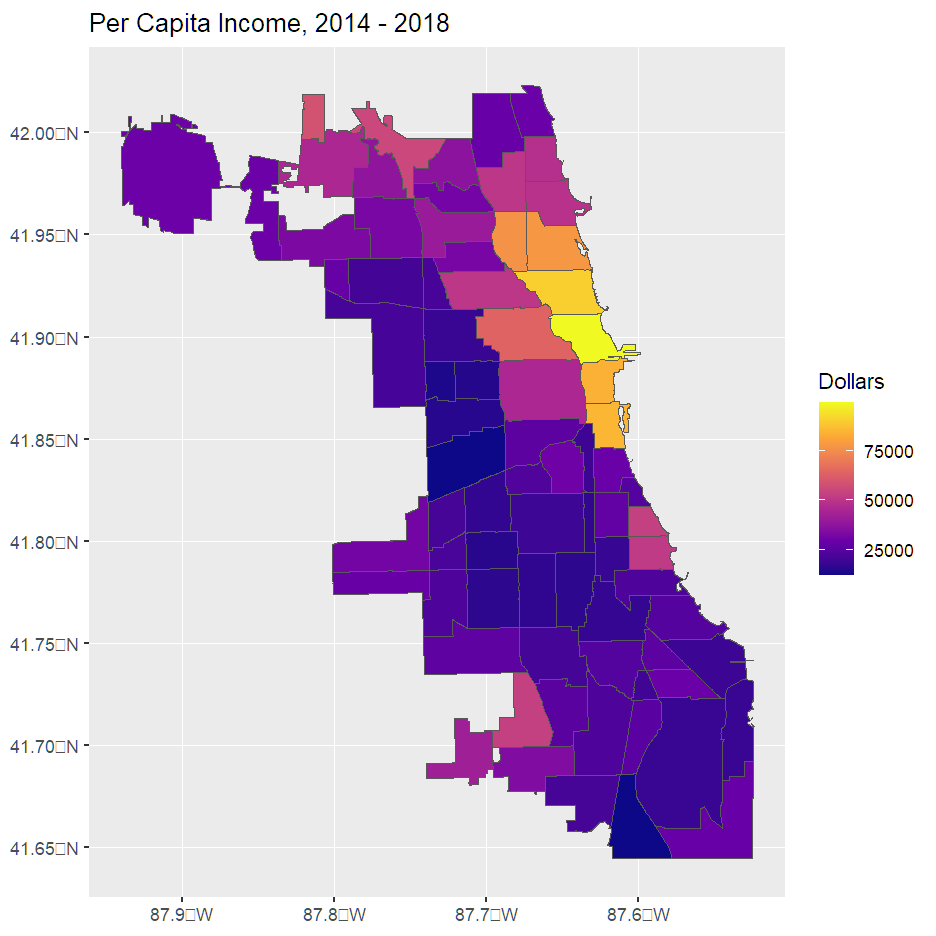 Per Capita Income, 2014 - 2018
42.00□N
41.95□N
41.90□N
41.85□N
41.80□N
41.75□N
41.70□N
41.65□N
87.9□W
87.8□W
87.7□W
87.6□W
Dollars
75000
50000
25000